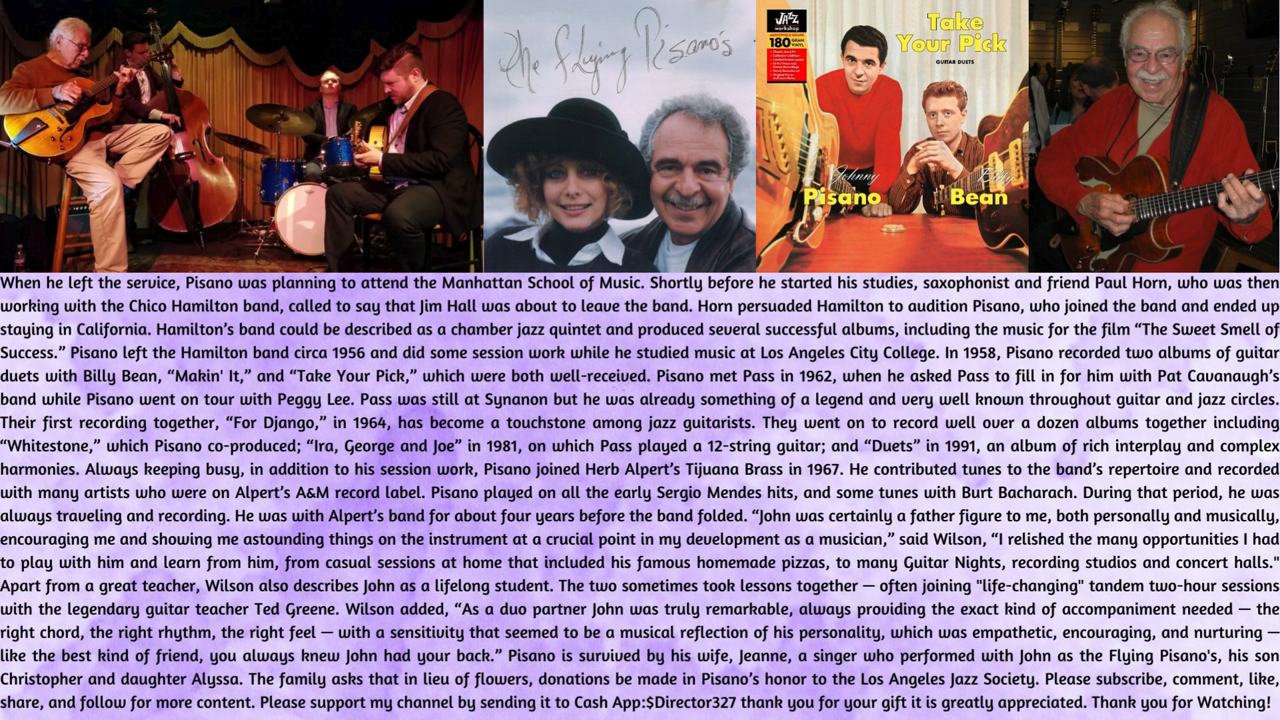 The Flying Pisano's
JAZZ
workshop
180 GRAM
VINYL
Take
Your Pick
GUITAR DUETS
Johnny
Pisano
Billy
Bean
When he left the service, Pisano was planning to attend the Manhattan School of Music. Shortly before he started his studies, saxophonist and friend Paul Horn, who was then
working with the Chico Hamilton band, called to say that Jim Hall was about to leave the band. Horn persuaded Hamilton to audition Pisano, who joined the band and ended up
staying in California. Hamilton's band could be described as a chamber jazz quintet and produced several successful albums, including the music for the film “The Sweet Smell of
Success.” Pisano left the Hamilton band circa 1956 and did some session work while he studied music at Los Angeles City College. In 1958, Pisano recorded two albums of guitar
duets with Billy Bean, “Makin' It,” and “Take Your Pick,” which were both well-received. Pisano met Pass in 1962, when he asked Pass to fill in for him with Pat Cavanaugh's
band while Pisano went on tour with Peggy Lee. Pass was still at Synanon but he was already something of a legend and very well known throughout guitar and jazz circles.
Their first recording together, “For Django,” in 1964, has become a touchstone among jazz guitarists. They went on to record well over a dozen albums together including
“Whitestone,” which Pisano co-produced; “Ira, George and Joe” in 1981, on which Pass played a 12-string guitar; and “Duets” in 1991, an album of rich interplay and complex
harmonies. Always keeping busy, in addition to his session work, Pisano joined Herb Alpert's Tijuana Brass in 1967. He contributed tunes to the band's repertoire and recorded
with many artists who were on Alpert's A&M record label. Pisano played on all the early Sergio Mendes hits, and some tunes with Burt Bacharach. During that period, he was
always traveling and recording. He was with Alpert's band for about four years before the band folded. “John was certainly a father figure to me, both personally and musically,
encouraging me and showing me astounding things on the instrument at a crucial point in my development as a musician,” said Wilson, “I relished the many opportunities I had
to play with him and learn from him, from casual sessions at home that included his famous homemade pizzas, to many Guitar Nights, recording studios and concert halls."
Apart from a great teacher, Wilson also describes John as a lifelong student. The two sometimes took lessons together — often joining "life-changing" tandem two-hour sessions
with the legendary guitar teacher Ted Greene. Wilson added, “As a duo partner John was truly remarkable, always providing the exact kind of accompaniment needed — the
right chord, the right rhythm, the right feel — with a sensitivity that seemed to be a musical reflection of his personality, which was empathetic, encouraging, and nurturing —
like the best kind of friend, you always knew John had your back.” Pisano is survived by his wife, Jeanne, a singer who performed with John as the Flying Pisano's, his son
Christopher and daughter Alyssa. The family asks that in lieu of flowers, donations be made in Pisano's honor to the Los Angeles Jazz Society. Please subscribe, comment, like,
share, and follow for more content. Please support my channel by sending it to Cash App:$Director327 thank you for your gift it is greatly appreciated. Thank you for Watching!